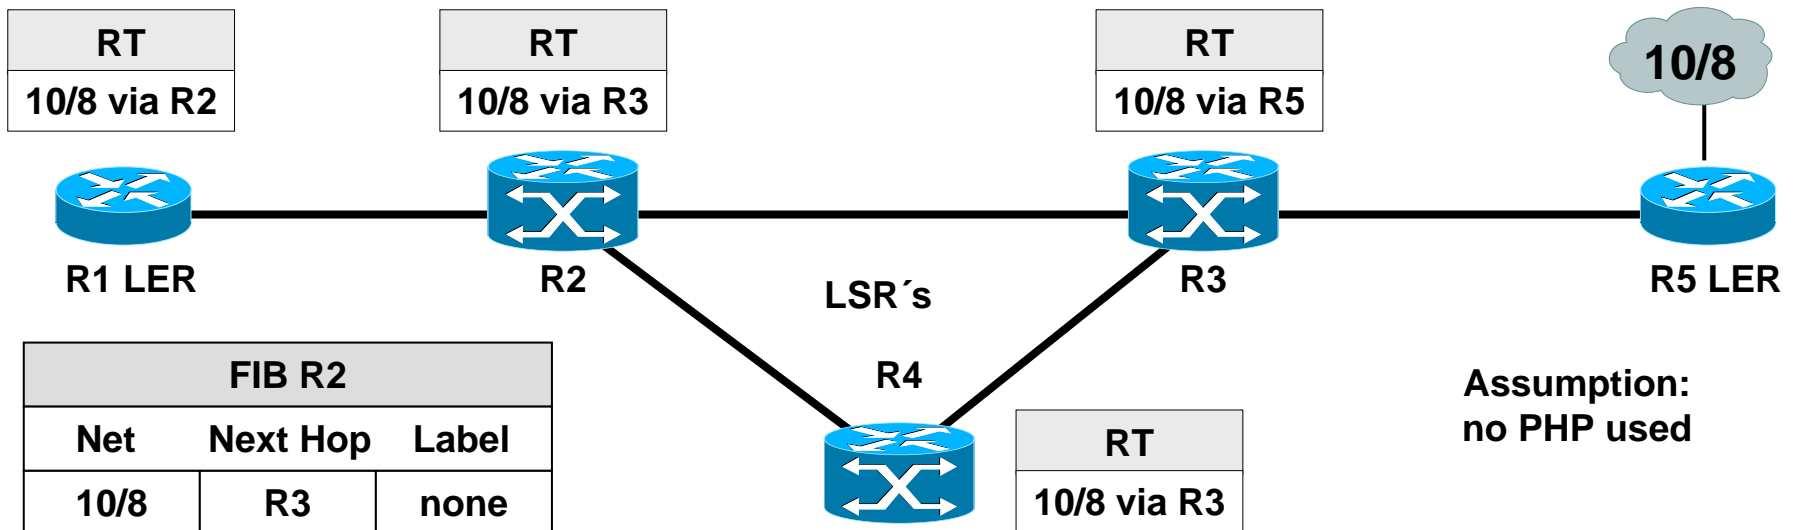 RT
10/8 via R2
RT
10/8 via R3
RT
10/8 via R5
10/8
R1 LER
R2
R3
R5 LER
LSR´s
R4
FIB R2
Net Next Hop Label
10/8 R3 none
RT
10/8 via R3
Assumption:
no PHP used